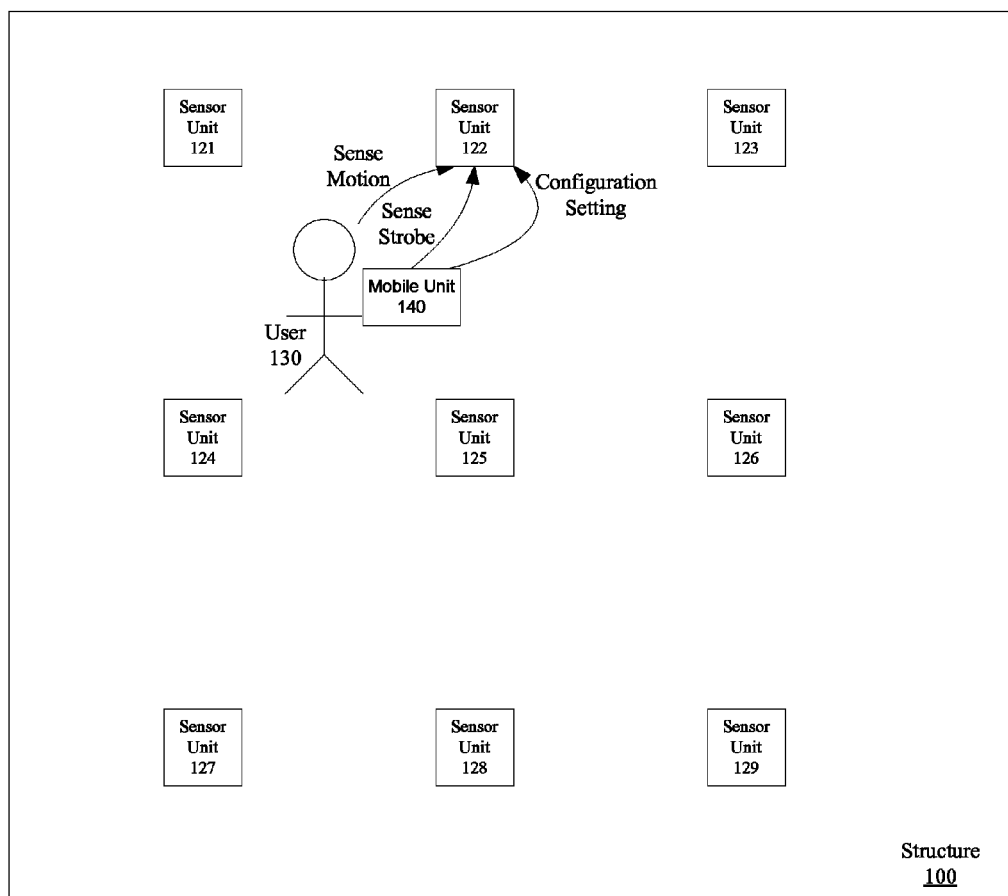 Sensor
Unit
121
Sensor
Unit
122
Sensor
Unit
123
Sense
Motion
Configuration
Setting
Sense
Strobe
Mobile Unit
140
User
130
Sensor
Unit
124
Sensor
Unit
125
Sensor
Unit
126
Sensor
Unit
127
Sensor
Unit
128
Sensor
Unit
129
Structure
100